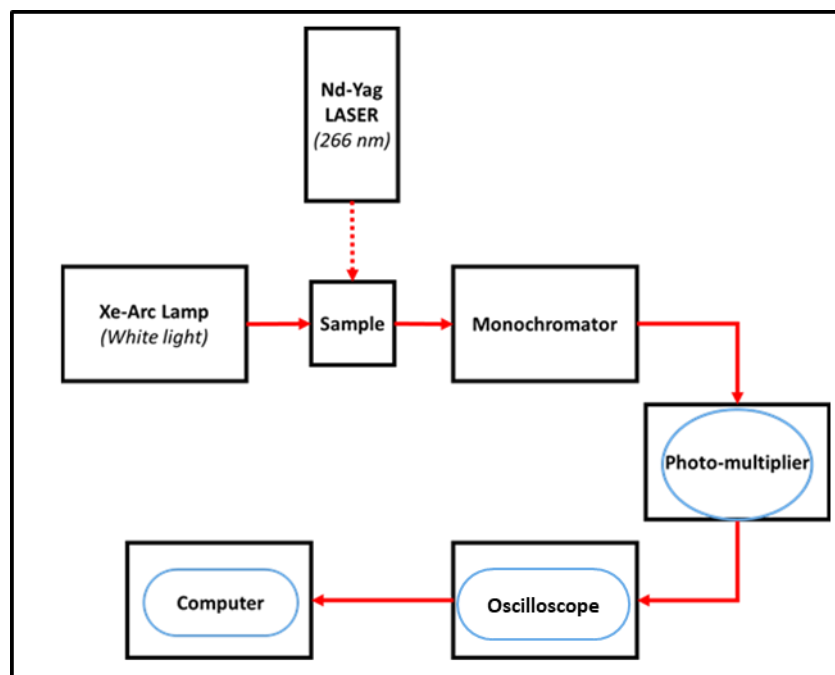 Nd-Yag
LASER
(266 nm)
Xe-Arc Lamp
(White light)
Sample
Monochromator
Photo-multiplier
Computer
Oscilloscope